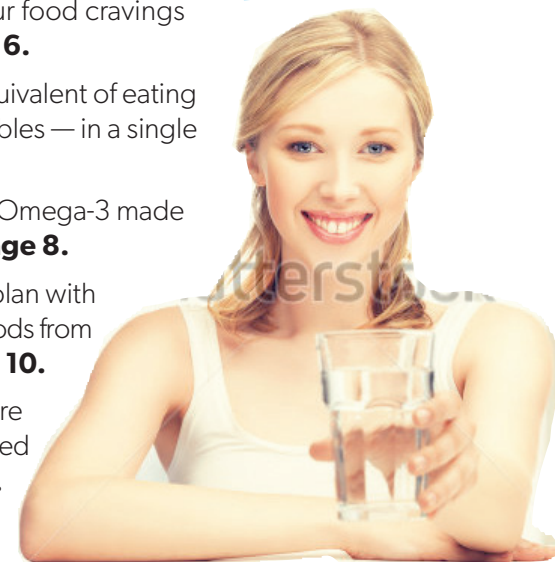 ur food cravings
6.
uivalent of eating
bles — in a single
Omega-3 made
ge 8.
plan with
ods from
10.
re
ed
utterstock